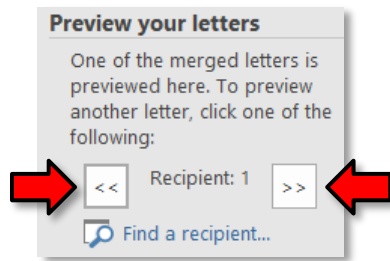 Preview your letters
One of the merged letters is
previewed here. To preview
another letter, click one of the
following:
<< Recipient: 1 >>
Find a recipient...